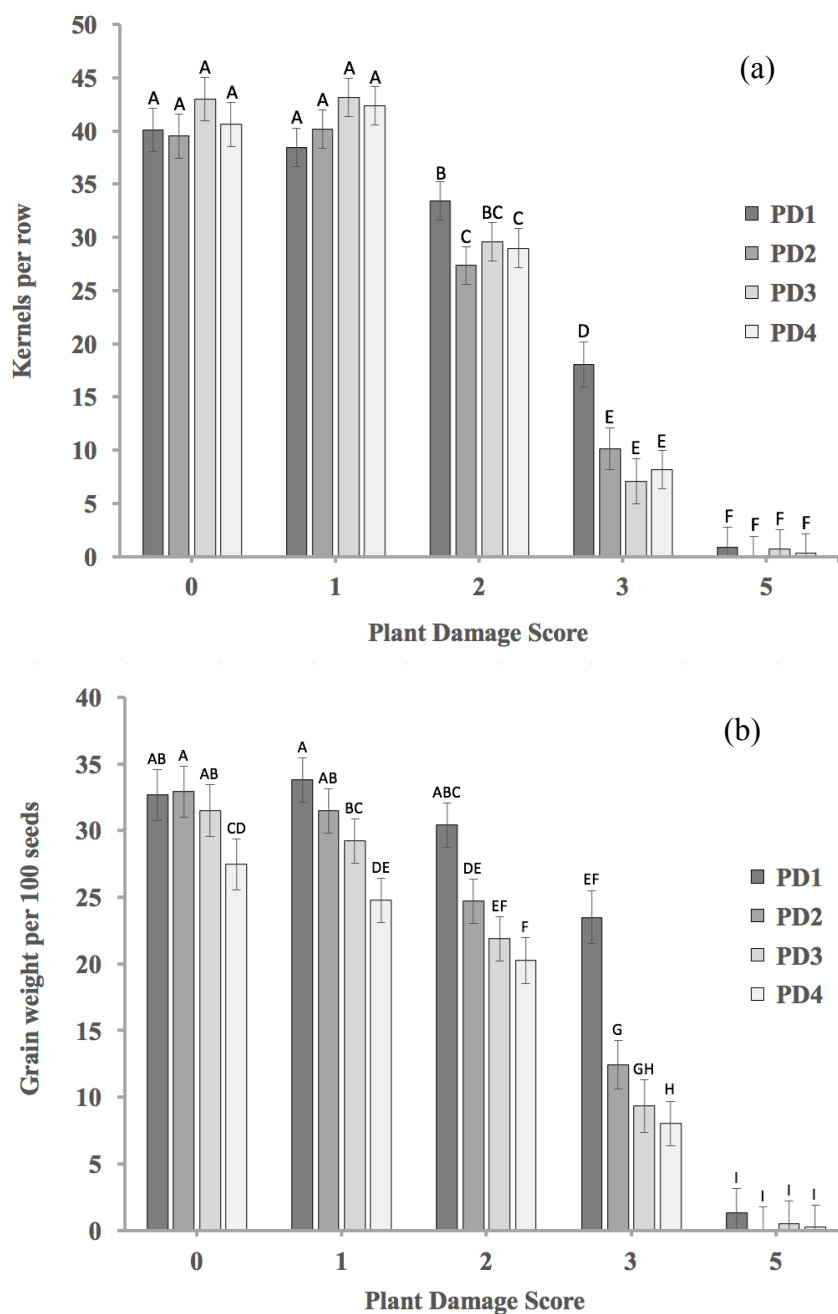 (a)
Kernels per row
50
45
40
35
30
25
20
15
10
5
0
A A A A
A A A A
B C BC C
D E E E
F F F F
PD1
PD2
PD3
PD4
0 1 2 3 5
Plant Damage Score
(b)
Grain weight per 100 seeds
40
35
30
25
20
15
10
5
0
AB A AB CD
A AB BC DE
ABC DE EF F
EF G GH H
I I I I
PD1
PD2
PD3
PD4
0 1 2 3 5
Plant Damage Score